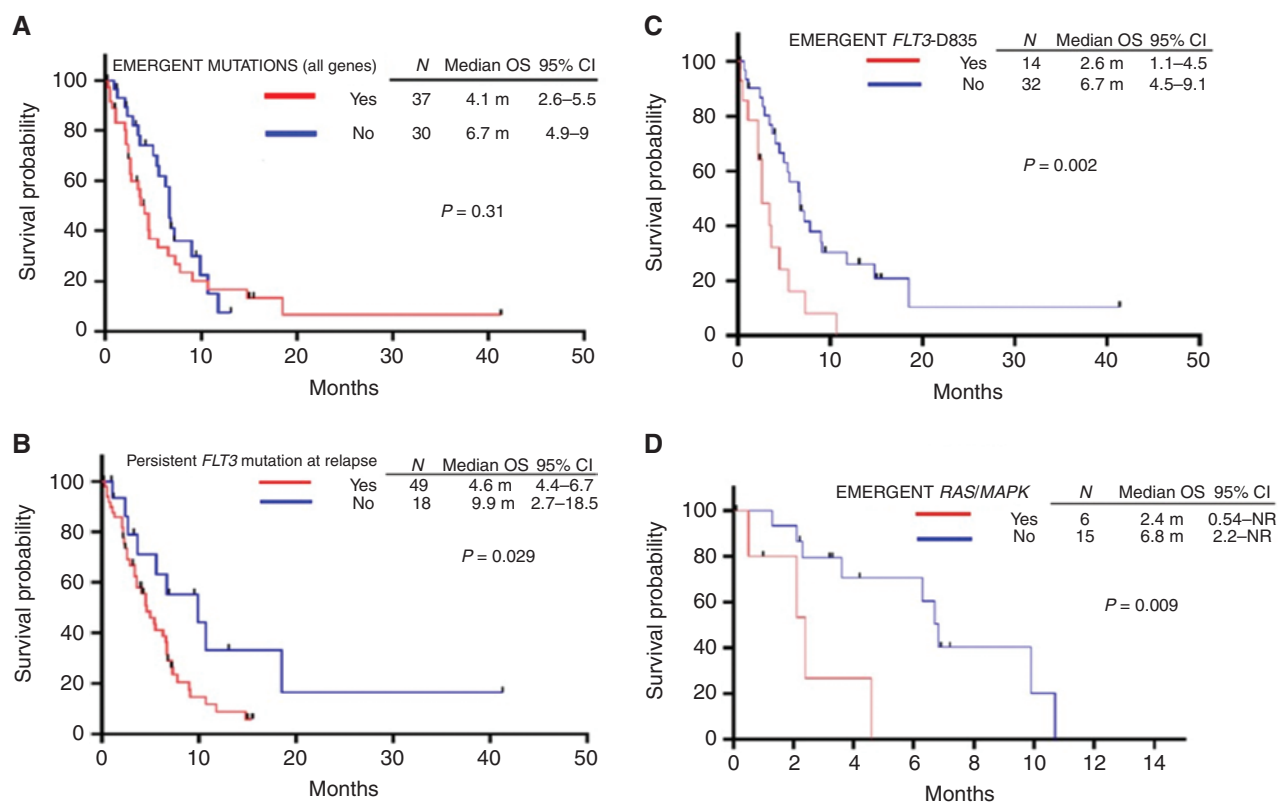 A
EMERGENT MUTATIONS (all genes) N Median OS 95% CI
Yes 37 4.1 m 2.6–5.5
No 30 6.7 m 4.9–9
P = 0.31
Survival probability
100
80
60
40
20
0
0 10 20 30 40 50
Months
B
Persistent FLT3 mutation at relapse N Median OS 95% CI
Yes 49 4.6 m 4.4–6.7
No 18 9.9 m 2.7–18.5
P = 0.029
Survival probability
100
80
60
40
20
0
0 10 20 30 40 50
Months
C
EMERGENT FLT3-D835 N Median OS 95% CI
Yes 14 2.6 m 1.1–4.5
No 32 6.7 m 4.5–9.1
P = 0.002
Survival probability
100
80
60
40
20
0
0 10 20 30 40 50
Months
D
EMERGENT RAS/MAPK N Median OS 95% CI
Yes 6 2.4 m 0.54–NR
No 15 6.8 m 2.2–NR
P = 0.009
Survival probability
100
80
60
40
20
0
0 2 4 6 8 10 12 14
Months